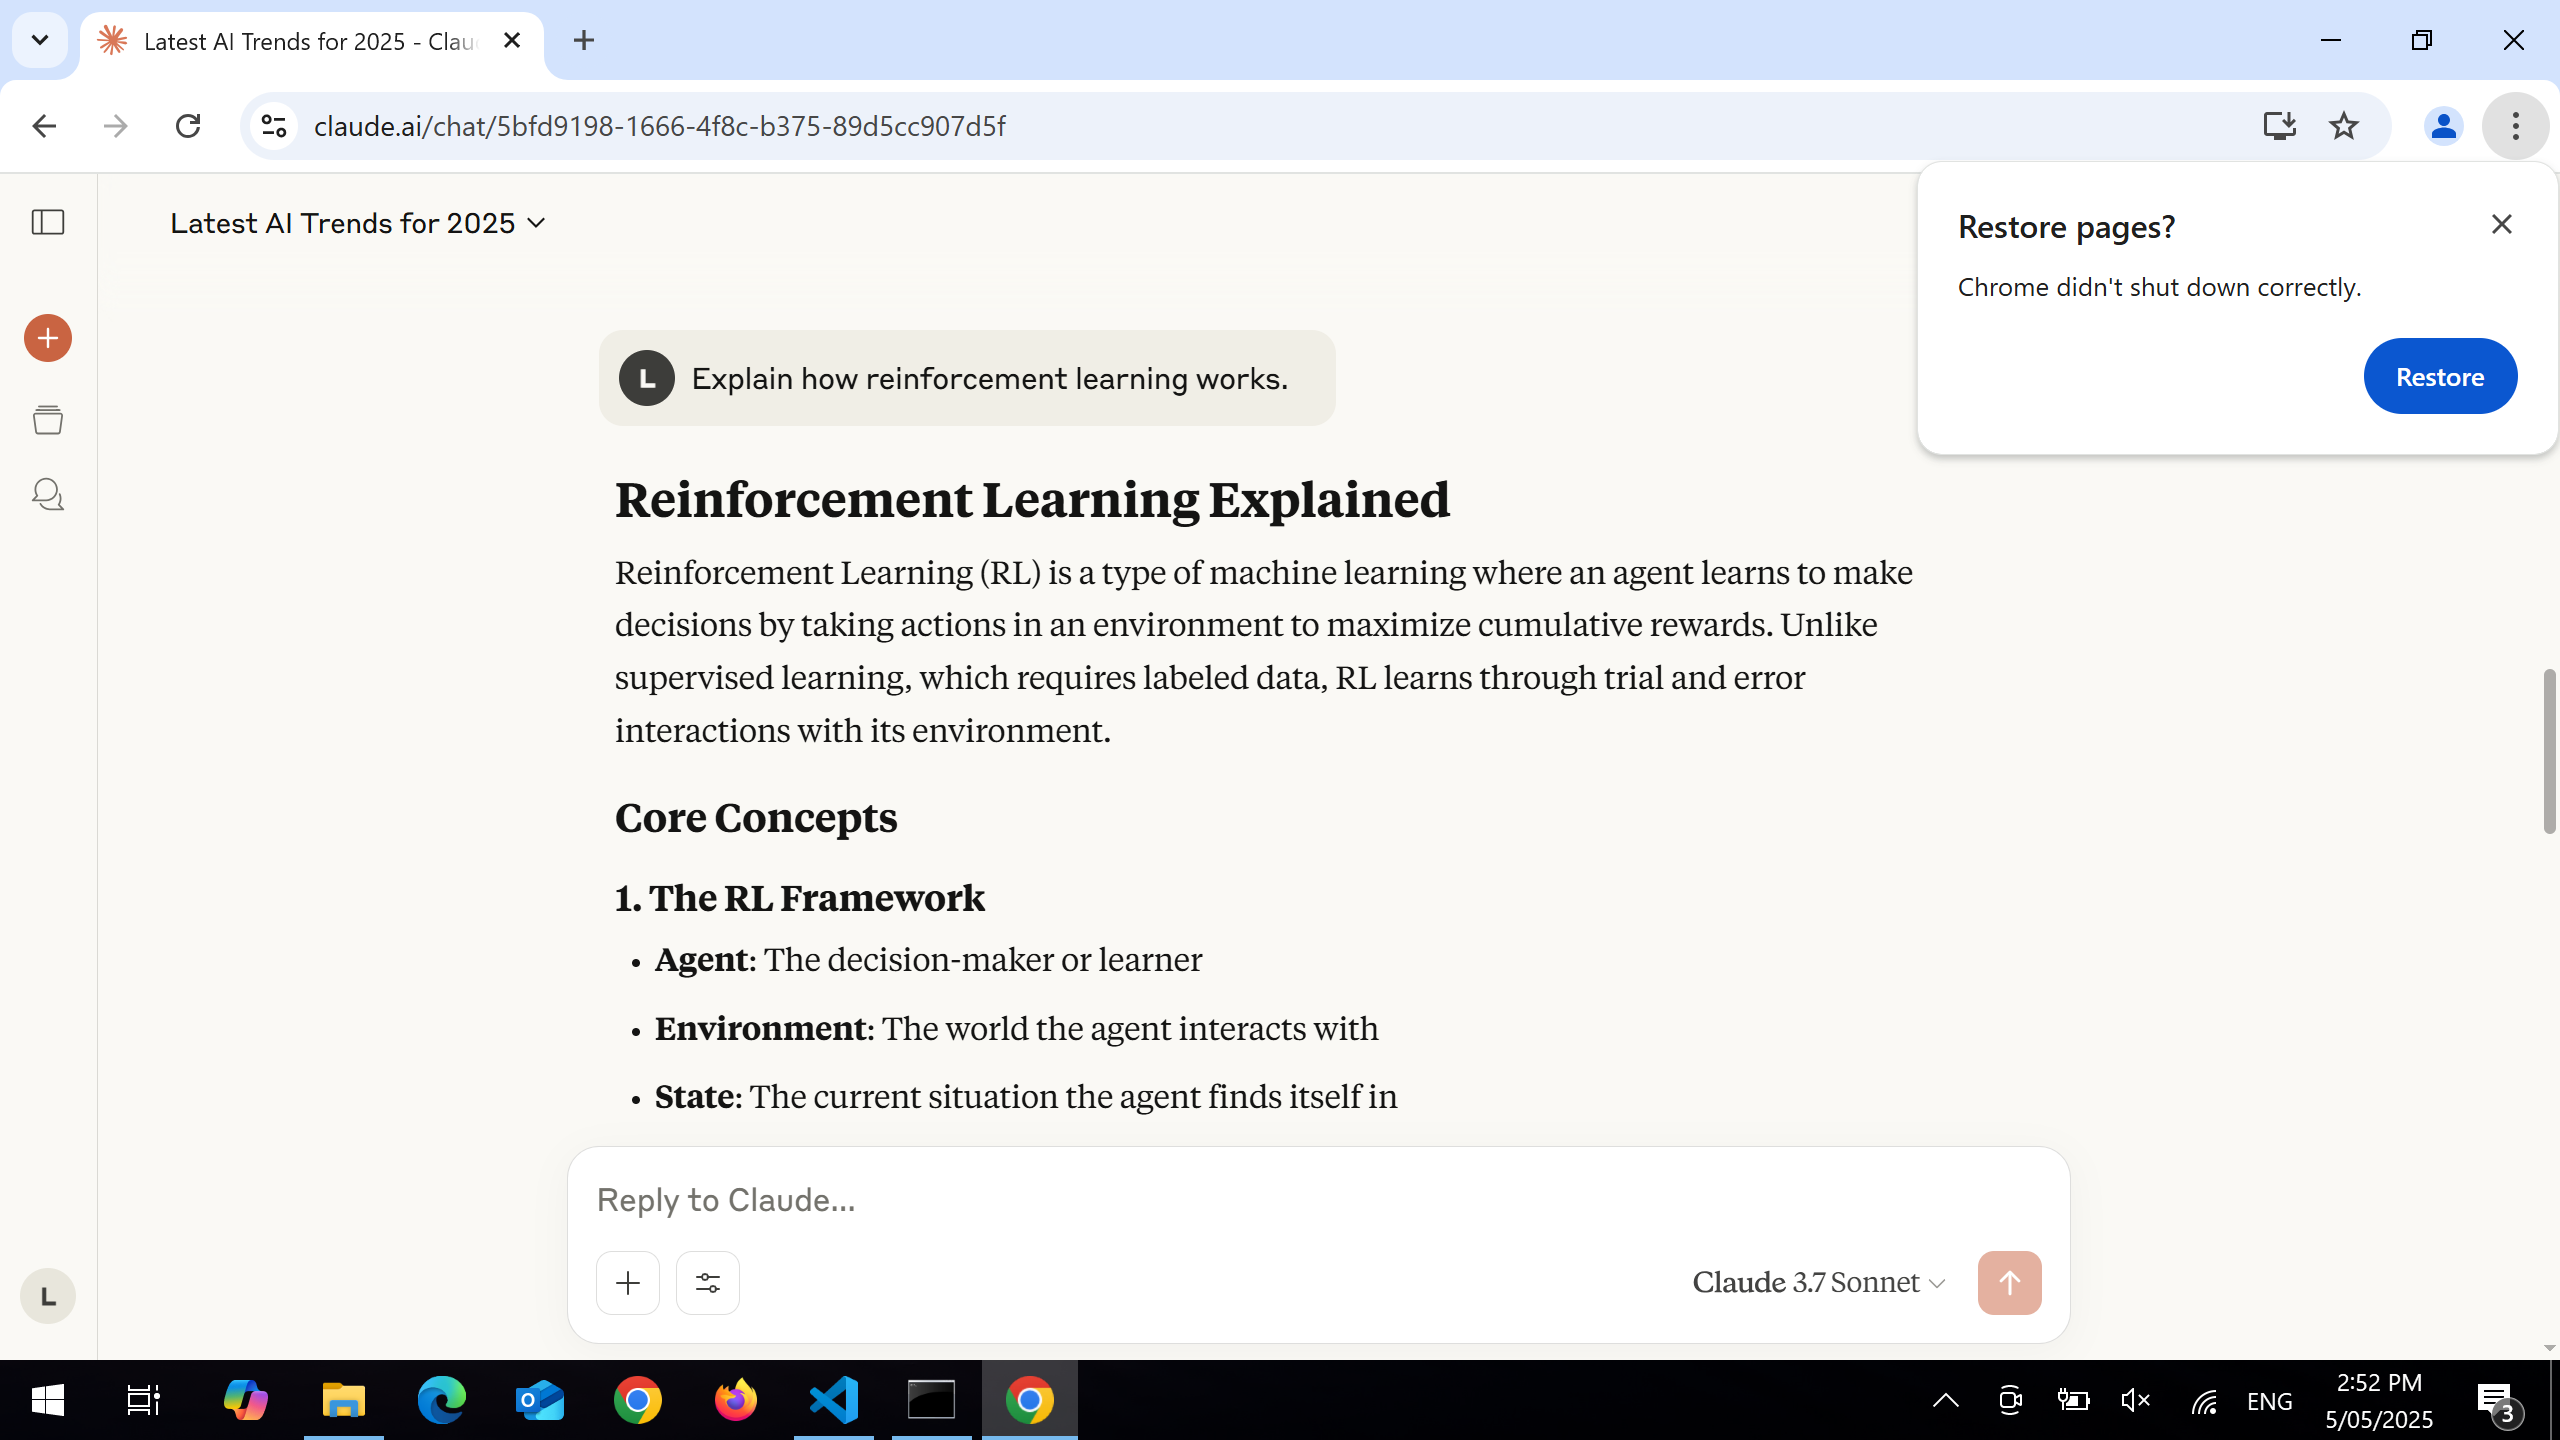 Latest AI Trends for 2025 - Clau
claude.ai/chat/5bfd9198-1666-4f8c-b375-89d5cc907d5f
Latest AI Trends for 2025
Restore pages?
Chrome didn't shut down correctly.
Restore
L
Explain how reinforcement learning works.
Reinforcement Learning Explained
Reinforcement Learning (RL) is a type of machine learning where an agent learns to make
decisions by taking actions in an environment to maximize cumulative rewards. Unlike
supervised learning, which requires labeled data, RL learns through trial and error
interactions with its environment.
Core Concepts
1. The RL Framework
• Agent: The decision-maker or learner
• Environment: The world the agent interacts with
• State: The current situation the agent finds itself in
Reply to Claude...
Claude 3.7 Sonnet
L
ENG
2:52 PM
5/05/2025
3